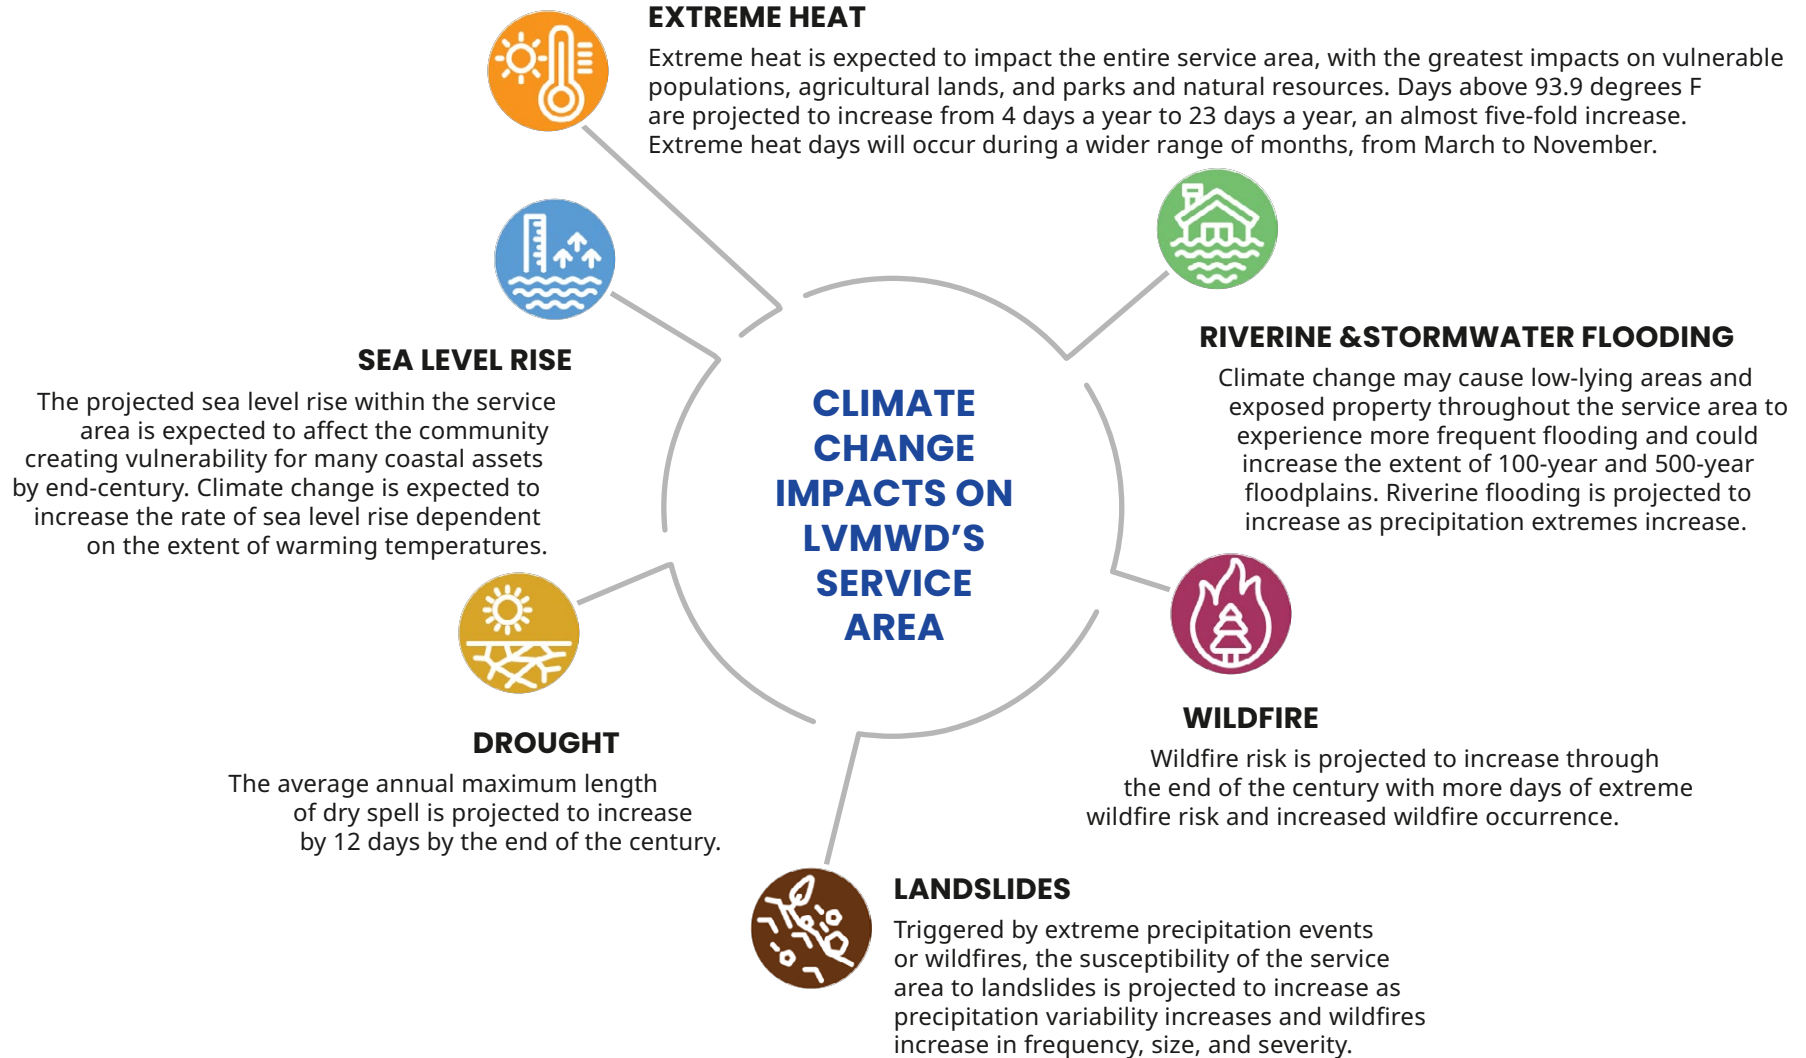 EXTREME HEAT
Extreme heat is expected to impact the entire service area, with the greatest impacts on vulnerable
populations, agricultural lands, and parks and natural resources. Days above 93.9 degrees F
are projected to increase from 4 days a year to 23 days a year, an almost five-fold increase.
Extreme heat days will occur during a wider range of months, from March to November.
RIVERINE &STORMWATER FLOODING
Climate change may cause low-lying areas and
exposed property throughout the service area to
experience more frequent flooding and could
increase the extent of 100-year and 500-year
floodplains. Riverine flooding is projected to
increase as precipitation extremes increase.
SEA LEVEL RISE
The projected sea level rise within the service
area is expected to affect the community
creating vulnerability for many coastal assets
by end-century. Climate change is expected to
increase the rate of sea level rise dependent
on the extent of warming temperatures.
CLIMATE
CHANGE
IMPACTS ON
LVMWD'S
SERVICE
AREA
WILDFIRE
Wildfire risk is projected to increase through
the end of the century with more days of extreme
wildfire risk and increased wildfire occurrence.
DROUGHT
The average annual maximum length
of dry spell is projected to increase
by 12 days by the end of the century.
LANDSLIDES
Triggered by extreme precipitation events
or wildfires, the susceptibility of the service
area to landslides is projected to increase as
precipitation variability increases and wildfires
increase in frequency, size, and severity.